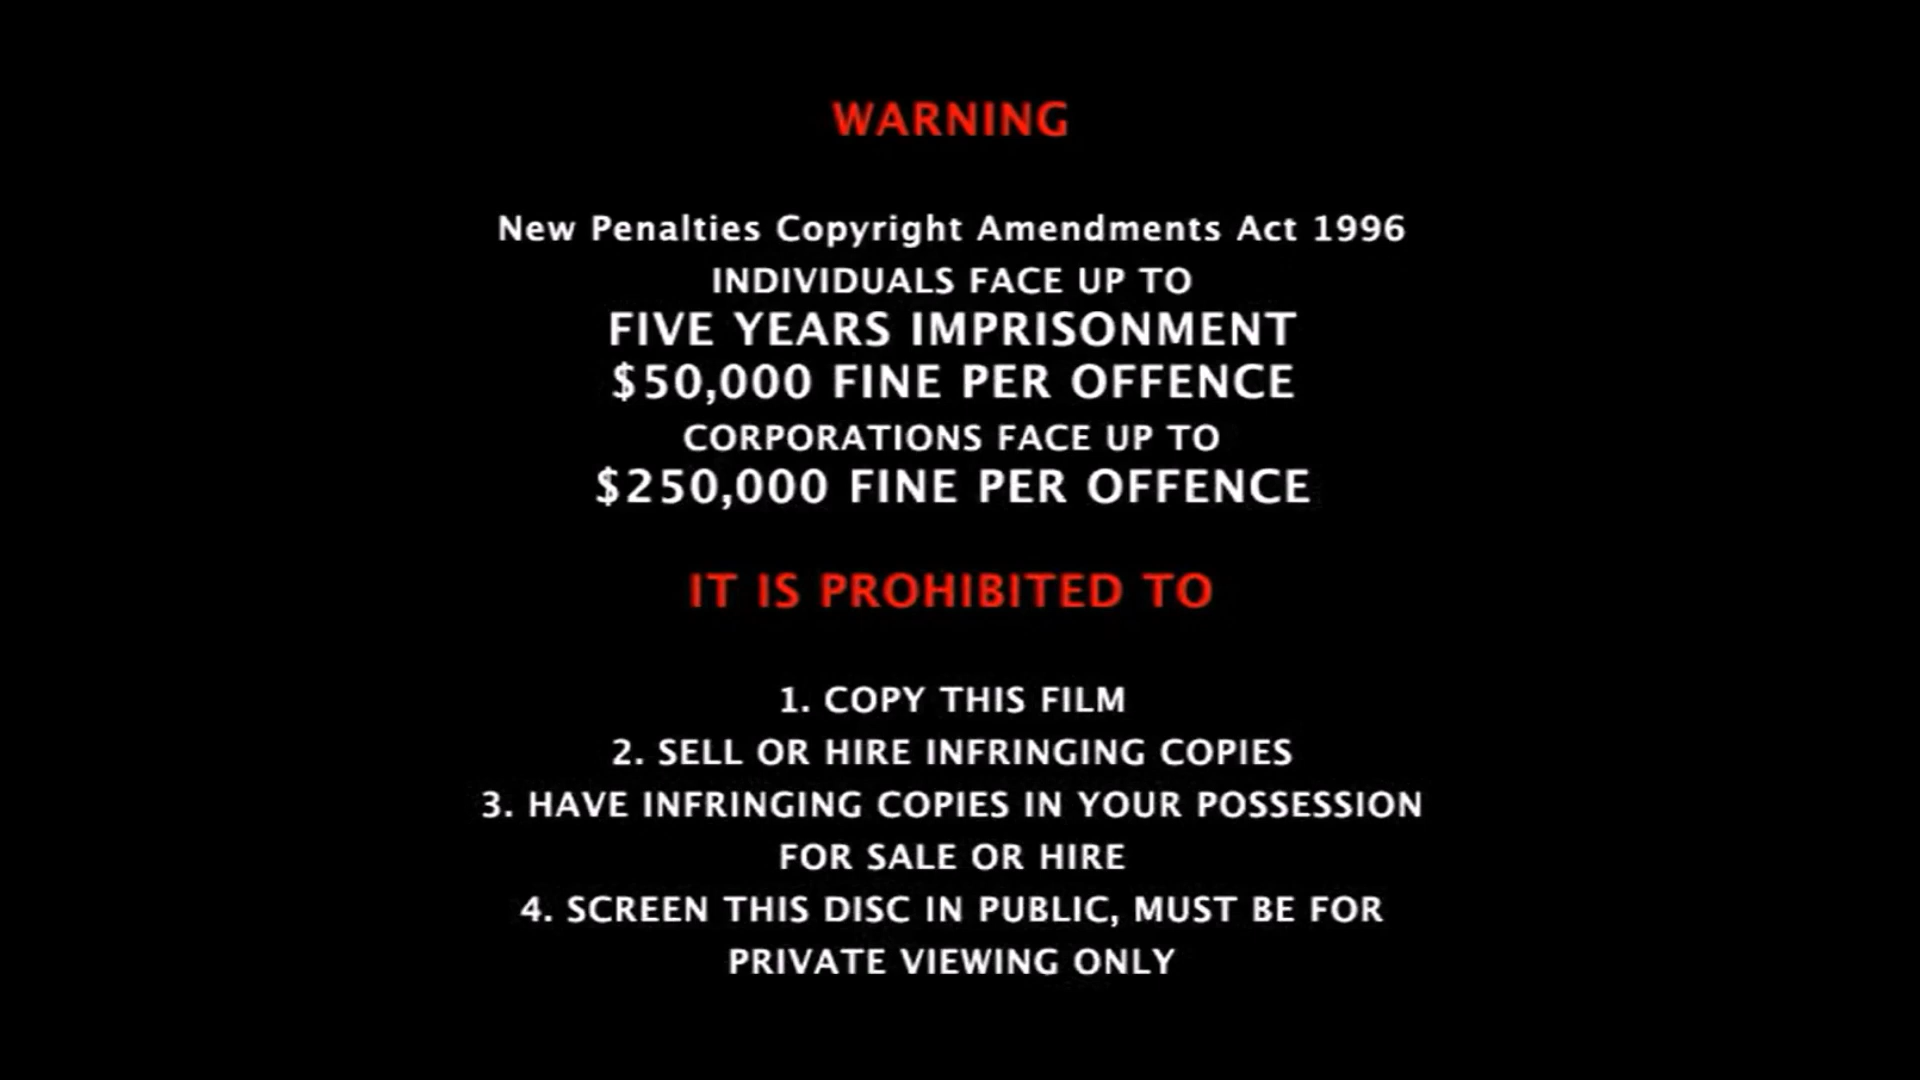 WARNING
New Penalties Copyright Amendments Act 1996
INDIVIDUALS FACE UP TO
FIVE YEARS IMPRISONMENT
$50,000 FINE PER OFFENCE
CORPORATIONS FACE UP TO
$250,000 FINE PER OFFENCE
IT IS PROHIBITED TO
1. COPY THIS FILM
2. SELL OR HIRE INFRINGING COPIES
3. HAVE INFRINGING COPIES IN YOUR POSSESSION
FOR SALE OR HIRE
4. SCREEN THIS DISC IN PUBLIC, MUST BE FOR
PRIVATE VIEWING ONLY